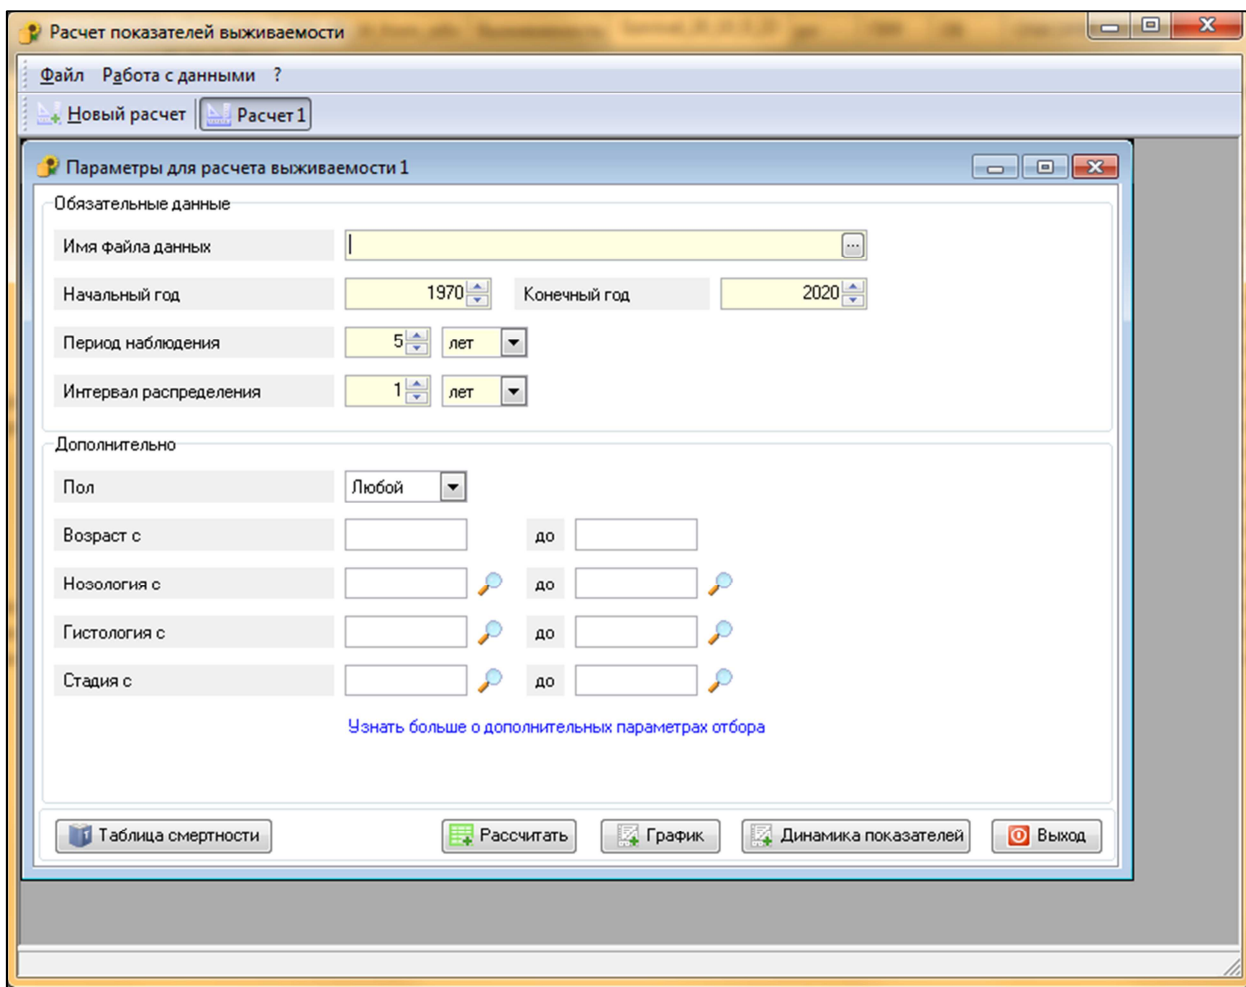 Расчет показателей выживаемости
Файл Работа с данными ?
Новый расчет Расчет 1
Параметры для расчета выживаемости 1
Обязательные данные
Имя файла данных ...
Начальный год 1970 Конечный год 2020
Период наблюдения 5 лет
Интервал распределения 1 лет
Дополнительно
Пол Любой
Возраст с до
Нозология с до
Гистология с до
Стадия с до
Узнать больше о дополнительных параметрах отбора
Таблица смертности Рассчитать График Динамика показателей Выход